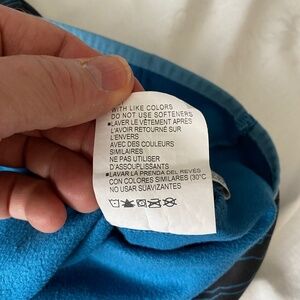 WITH LIKE COLORS
DO NOT USE SOFTENERS
■LAVER LE VÊTEMENT APRÈS
L'AVOIR RETOURNÉ SUR
L'ENVERS
AVEC DES COULEURS
SIMILAIRES
NE PAS UTILISER
D'ASSOUPLISSANTS
■LAVAR LA PRENDA DEL REVES
CON COLORES SIMILARES (30°C
NO USAR SUAVIZANTES